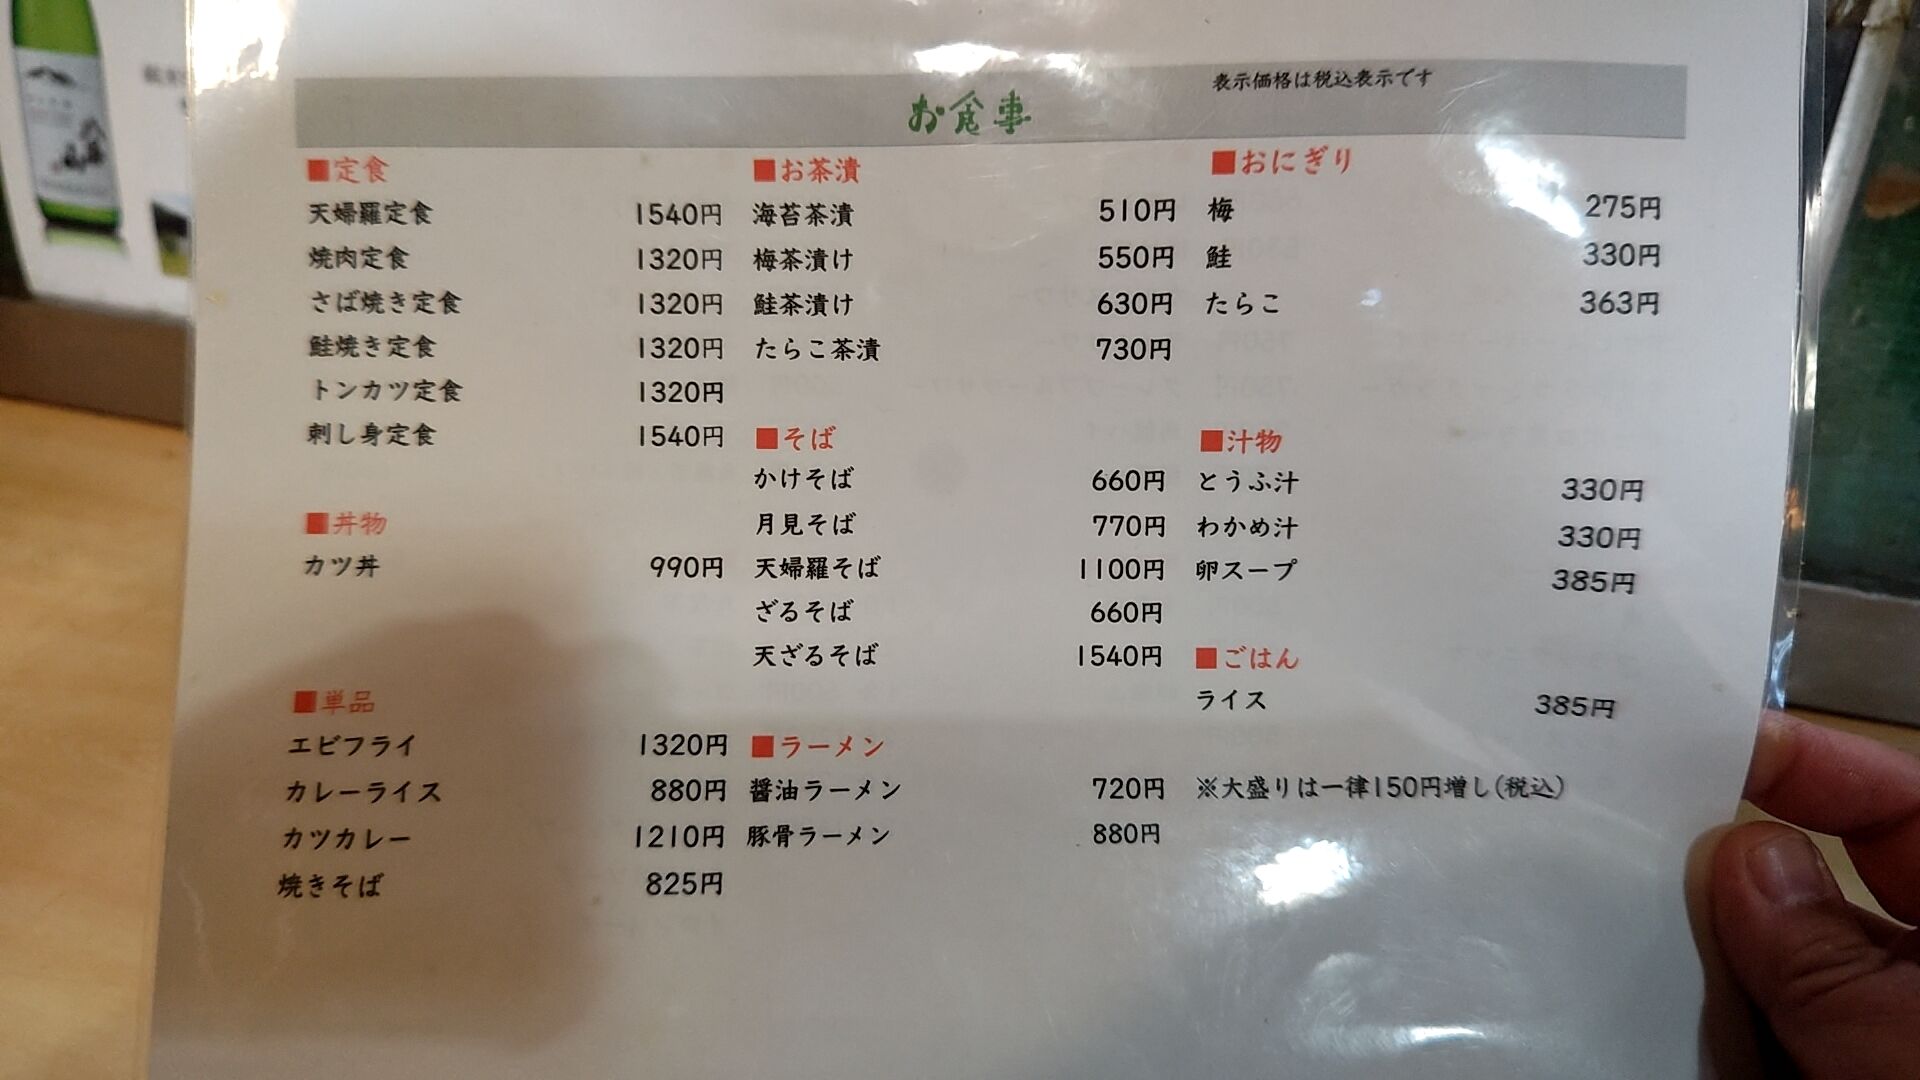 表示価格は税込表示です
お食事
■定食
天婦羅定食 1540円
焼肉定食 1320円
さば焼き定食 1320円
鮭焼き定食 1320円
トンカツ定食 1320円
刺し身定食 1540円
■丼物
カツ丼 990円
■単品
エビフライ 1320円
カレーライス 880円
カツカレー 1210円
焼きそば 825円
■お茶漬
海苔茶漬 510円
梅茶漬け 550円
鮭茶漬け 630円
たらこ茶漬 730円
■そば
かけそば 660円
月見そば 770円
天婦羅そば 1100円
ざるそば 660円
天ざるそば 1540円
■ラーメン
醤油ラーメン 720円
豚骨ラーメン 880円
■おにぎり
梅 275円
鮭 330円
たらこ 363円
■汁物
とうふ汁 330円
わかめ汁 330円
卵スープ 385円
■ごはん
ライス 385円
※大盛りは一律150円増し(税込)